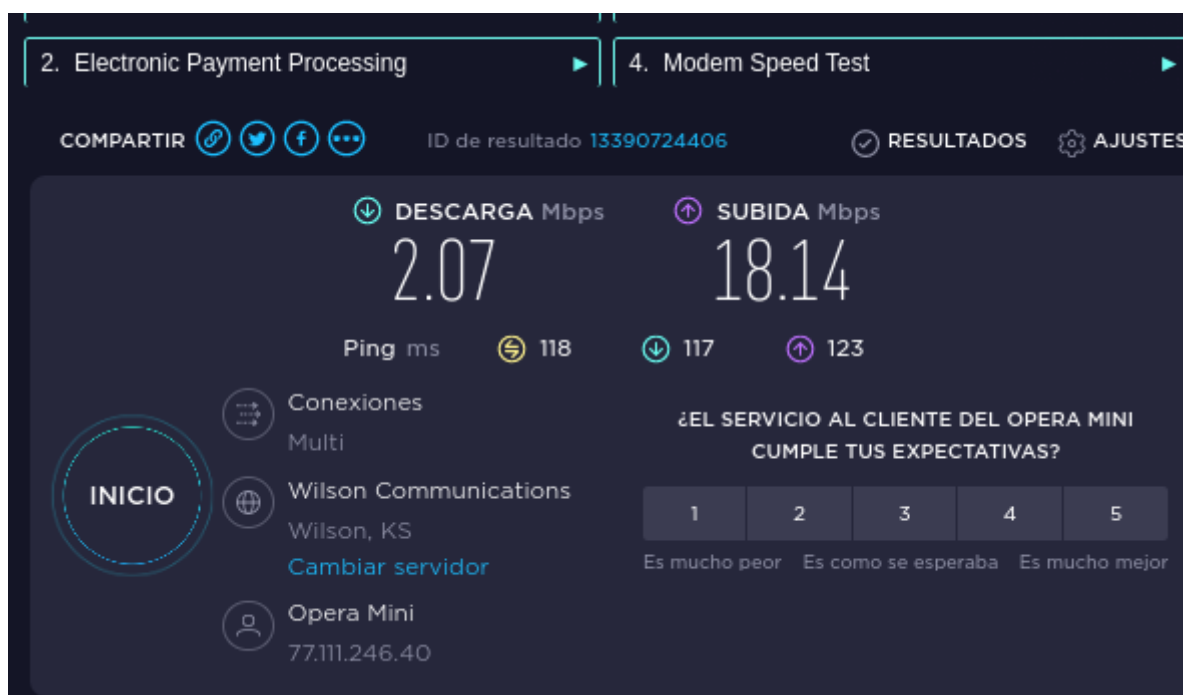 2. Electronic Payment Processing
4. Modem Speed Test
COMPARTIR
ID de resultado 13390724406
RESULTADOS
AJUSTES
DESCARGA Mbps
2.07
SUBIDA Mbps
18.14
Ping ms
118
117
123
INICIO
Conexiones
Multi
Wilson Communications
Wilson, KS
Cambiar servidor
Opera Mini
77.111.246.40
¿EL SERVICIO AL CLIENTE DEL OPERA MINI
CUMPLE TUS EXPECTATIVAS?
1 2 3 4 5
Es mucho peor Es como se esperaba Es mucho mejor